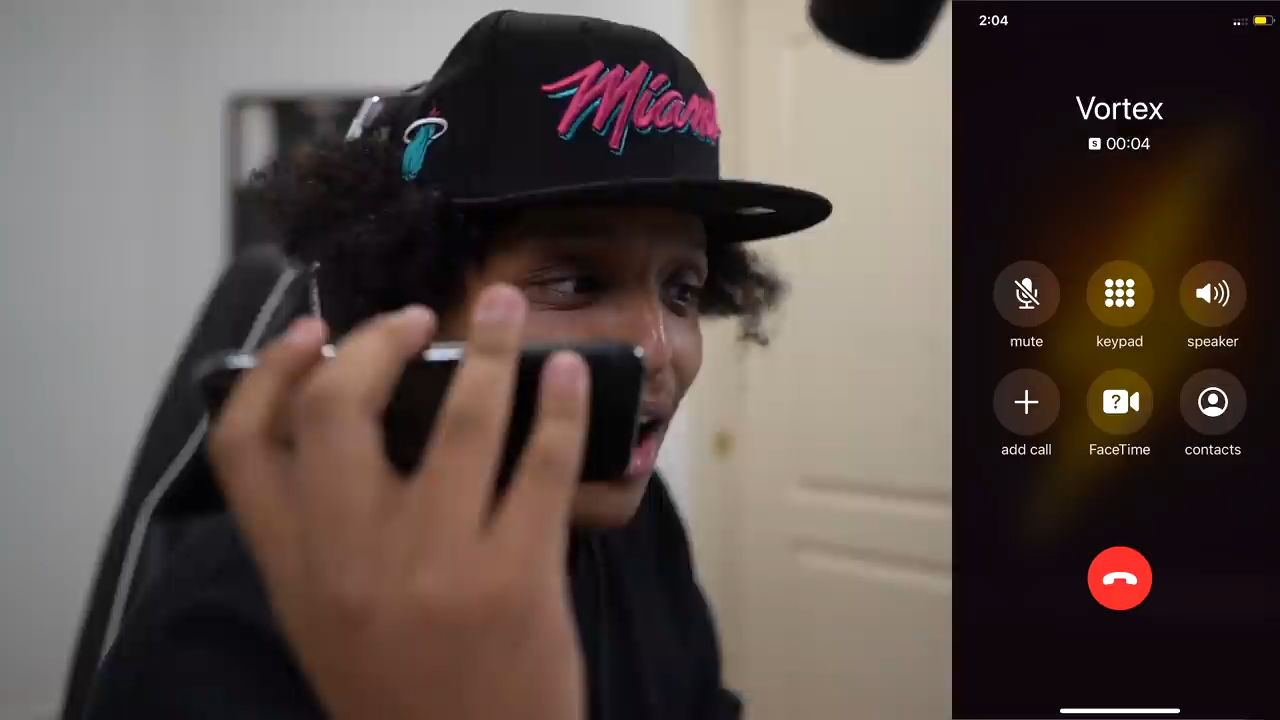 Miami
2:04
Vortex
S 00:04
mute
keypad
speaker
?
add call
FaceTime
contacts